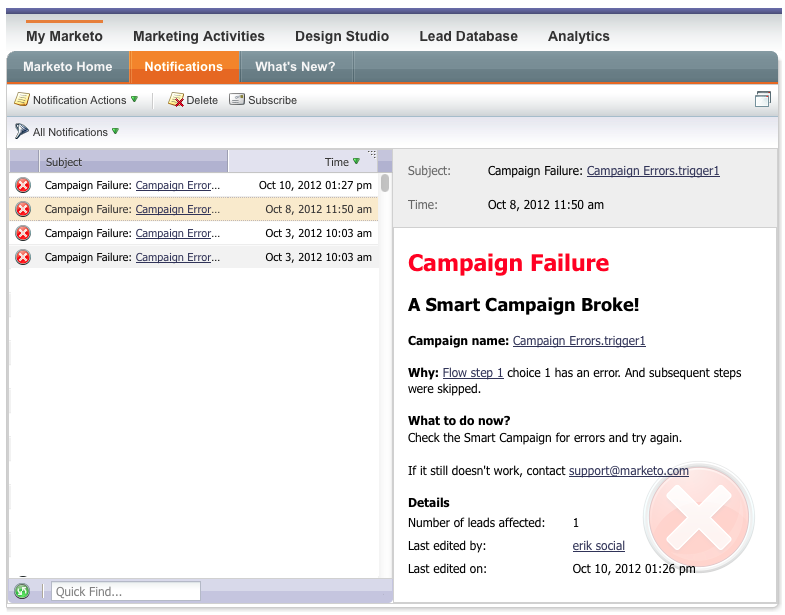 My Marketo Marketing Activities Design Studio Lead Database Analytics
Marketo Home Notifications What's New?
Notification Actions Delete Subscribe
All Notifications
Subject Time
Campaign Failure: Campaign Error... Oct 10, 2012 01:27 pm
Campaign Failure: Campaign Error... Oct 8, 2012 11:50 am
Campaign Failure: Campaign Error... Oct 3, 2012 10:03 am
Campaign Failure: Campaign Error... Oct 3, 2012 10:03 am
Quick Find...
Subject: Campaign Failure: Campaign Errors.trigger1
Time: Oct 8, 2012 11:50 am
Campaign Failure
A Smart Campaign Broke!
Campaign name: Campaign Errors.trigger1
Why: Flow step 1 choice 1 has an error. And subsequent steps
were skipped.
What to do now?
Check the Smart Campaign for errors and try again.
If it still doesn't work, contact support@marketo.com
Details
Number of leads affected: 1
Last edited by: erik social
Last edited on: Oct 10, 2012 01:26 pm